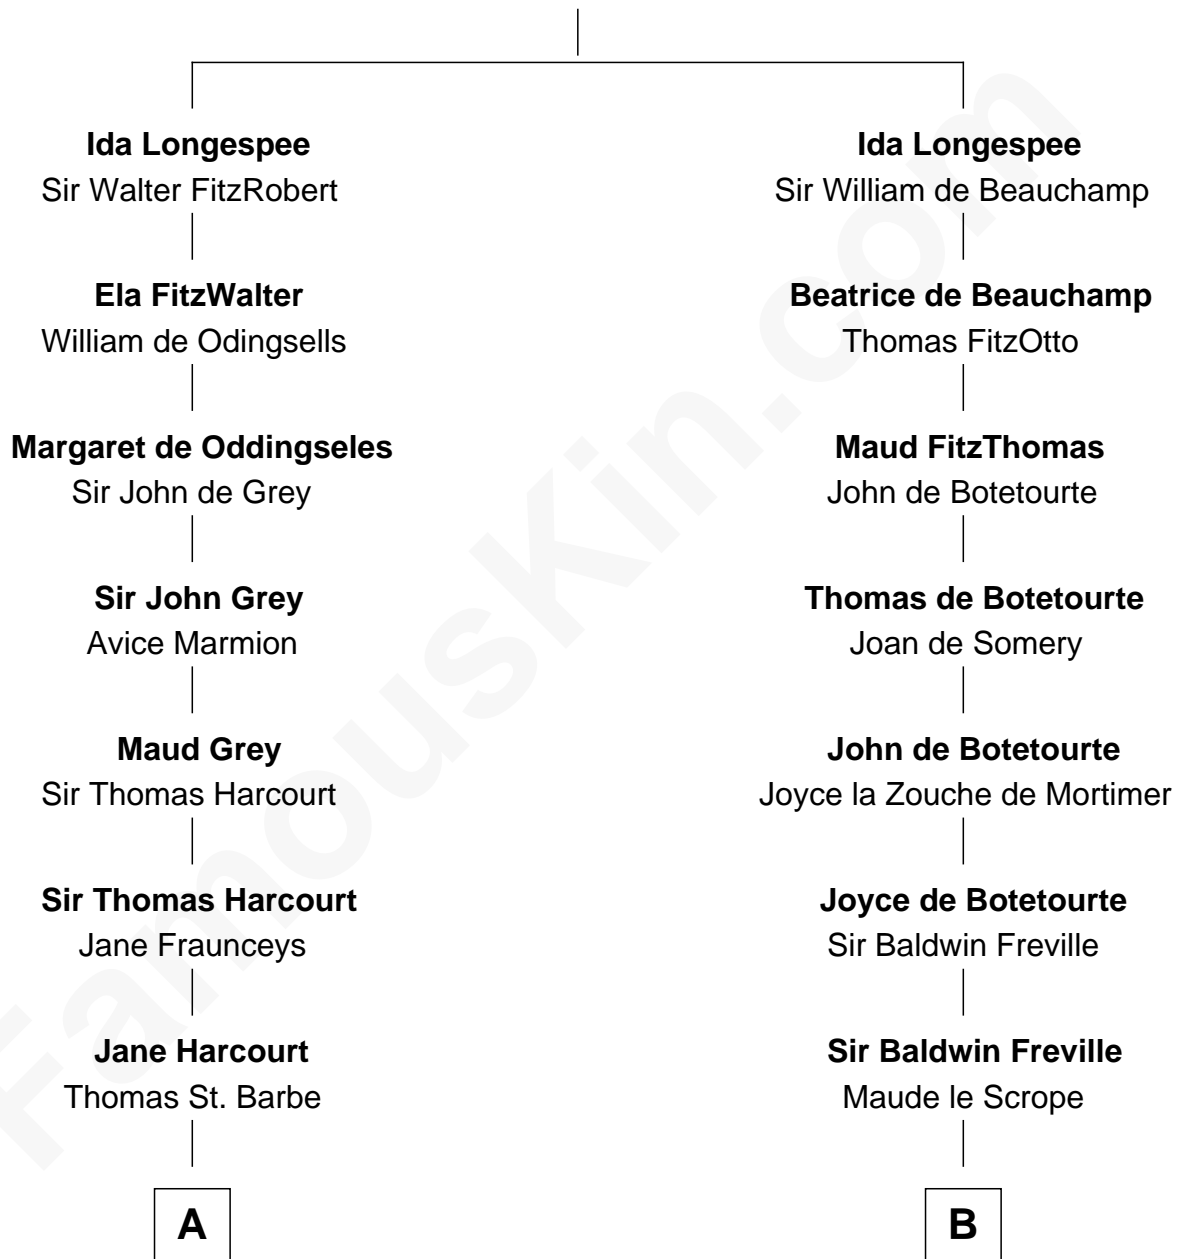 Ida Longespee
Sir Walter FitzRobert
Ela FitzWalter
William de Odingsells
Margaret de Oddingseles
Sir John de Grey
Sir John Grey
Avice Marmion
Maud Grey
Sir Thomas Harcourt
Sir Thomas Harcourt
Jane Fraunceys
Jane Harcourt
Thomas St. Barbe
A
Ida Longespee
Sir William de Beauchamp
Beatrice de Beauchamp
Thomas FitzOtto
Maud FitzThomas
John de Botetourte
Thomas de Botetourte
Joan de Somery
John de Botetourte
Joyce la Zouche de Mortimer
Joyce de Botetourte
Sir Baldwin Freville
Sir Baldwin Freville
Maude le Scrope
B
FamousKin.com